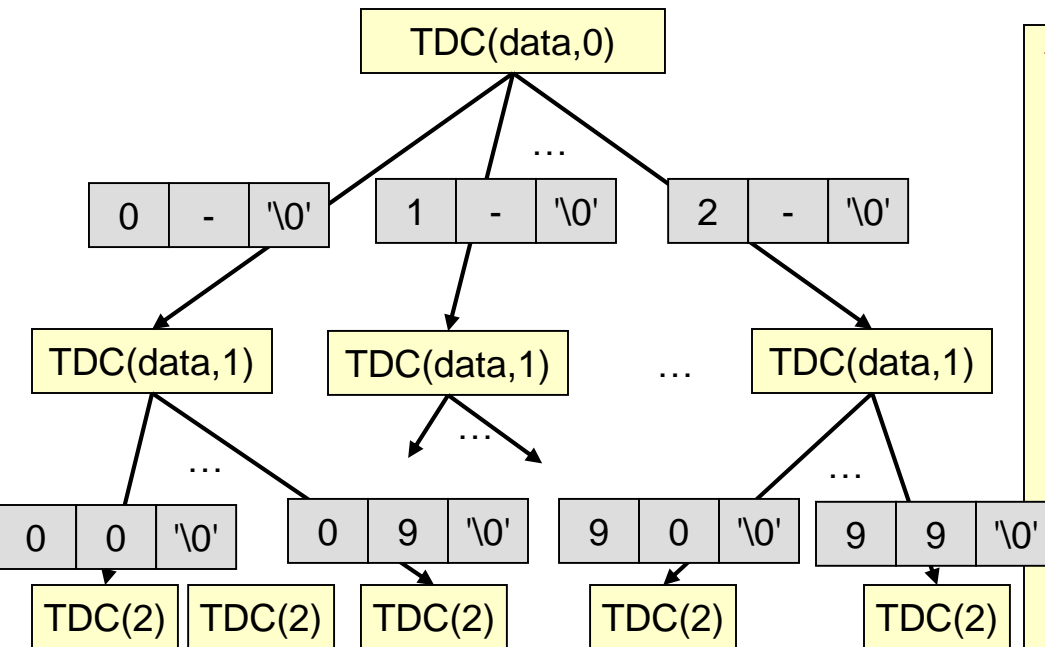 TDC(data,0)
...
0 - '\0' 1 - '\0' 2 - '\0'
TDC(data,1) TDC(data,1) ... TDC(data,1)
... ... ...
0 0 '\0' 0 9 '\0' 9 0 '\0' 9 9 '\0'
TDC(2) TDC(2) TDC(2) TDC(2) TDC(2)